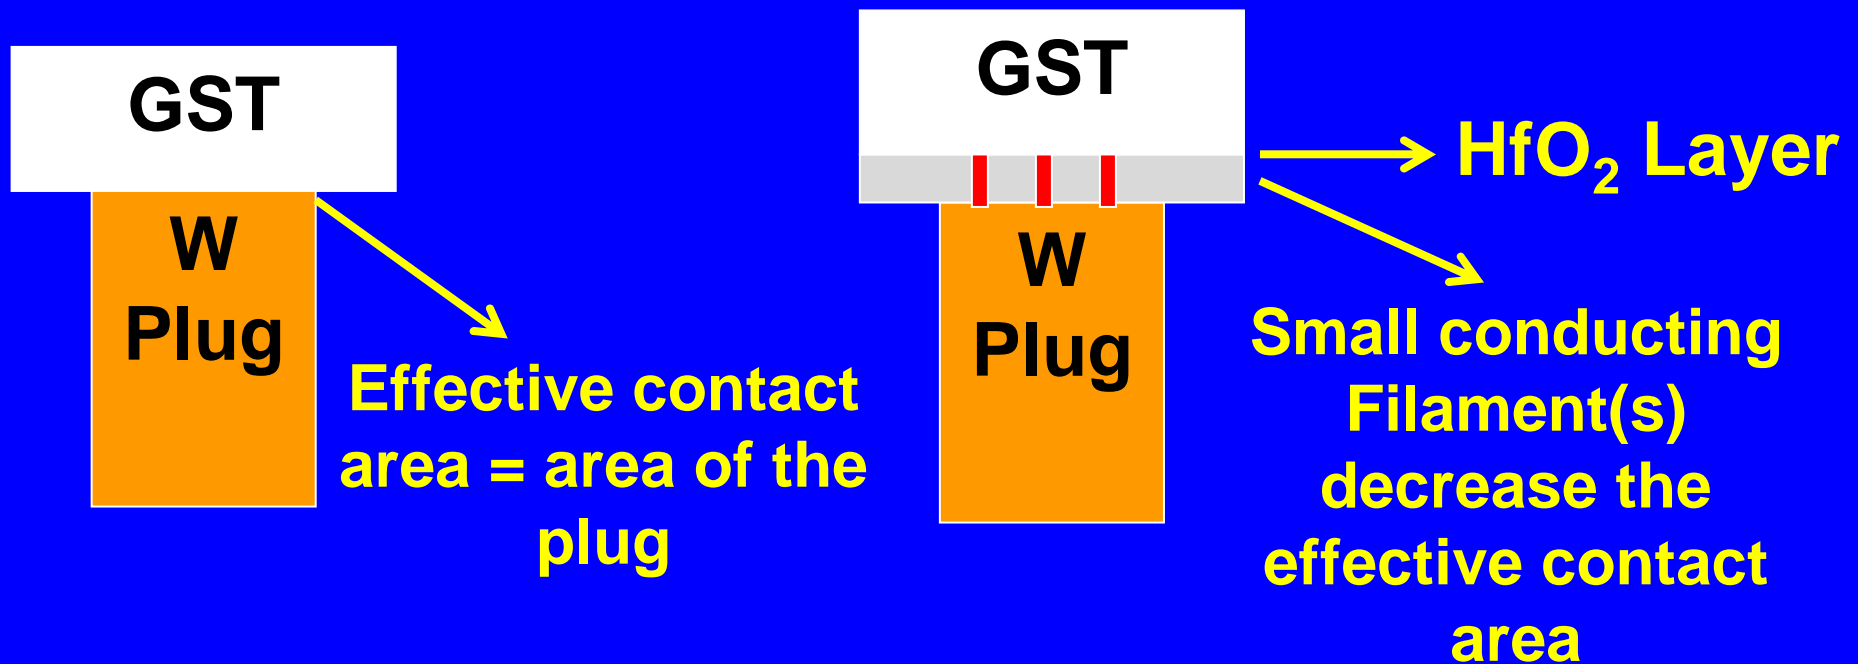 GST
W
Plug
Effective contact
area = area of the
plug
GST
W
Plug
HfO₂ Layer
Small conducting
Filament(s)
decrease the
effective contact
area